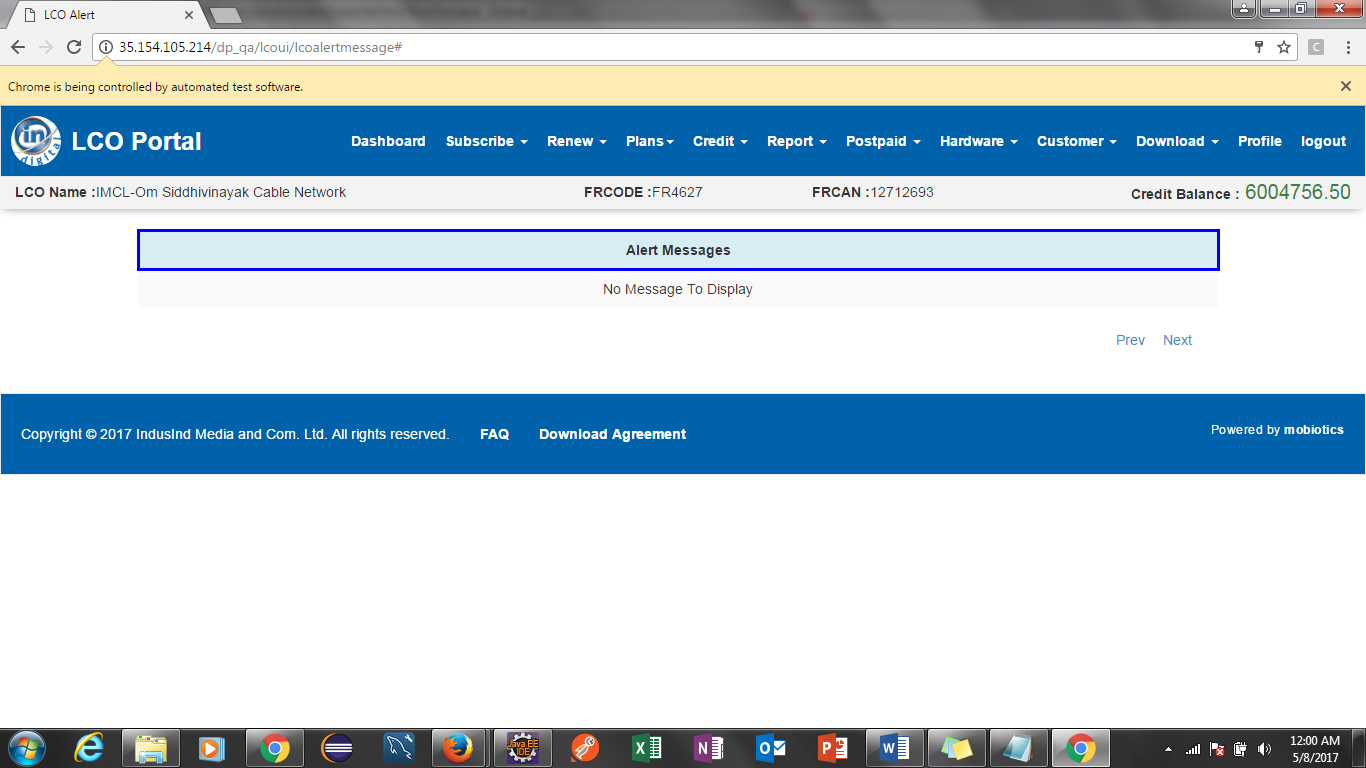 LCO Alert
35.154.105.214/dp_qa/lcoui/lcoalertmessage#
C
Chrome is being controlled by automated test software.
in digital
LCO Portal
Dashboard Subscribe Renew Plans Credit Report Postpaid Hardware Customer Download Profile logout
LCO Name :IMCL-Om Siddhivinayak Cable Network FRCODE :FR4627 FRCAN :12712693 Credit Balance : 6004756.50
Alert Messages
No Message To Display
Prev Next
Copyright © 2017 IndusInd Media and Com. Ltd. All rights reserved. FAQ Download Agreement Powered by mobiotics
Java EE
IDE
12:00 AM
5/8/2017